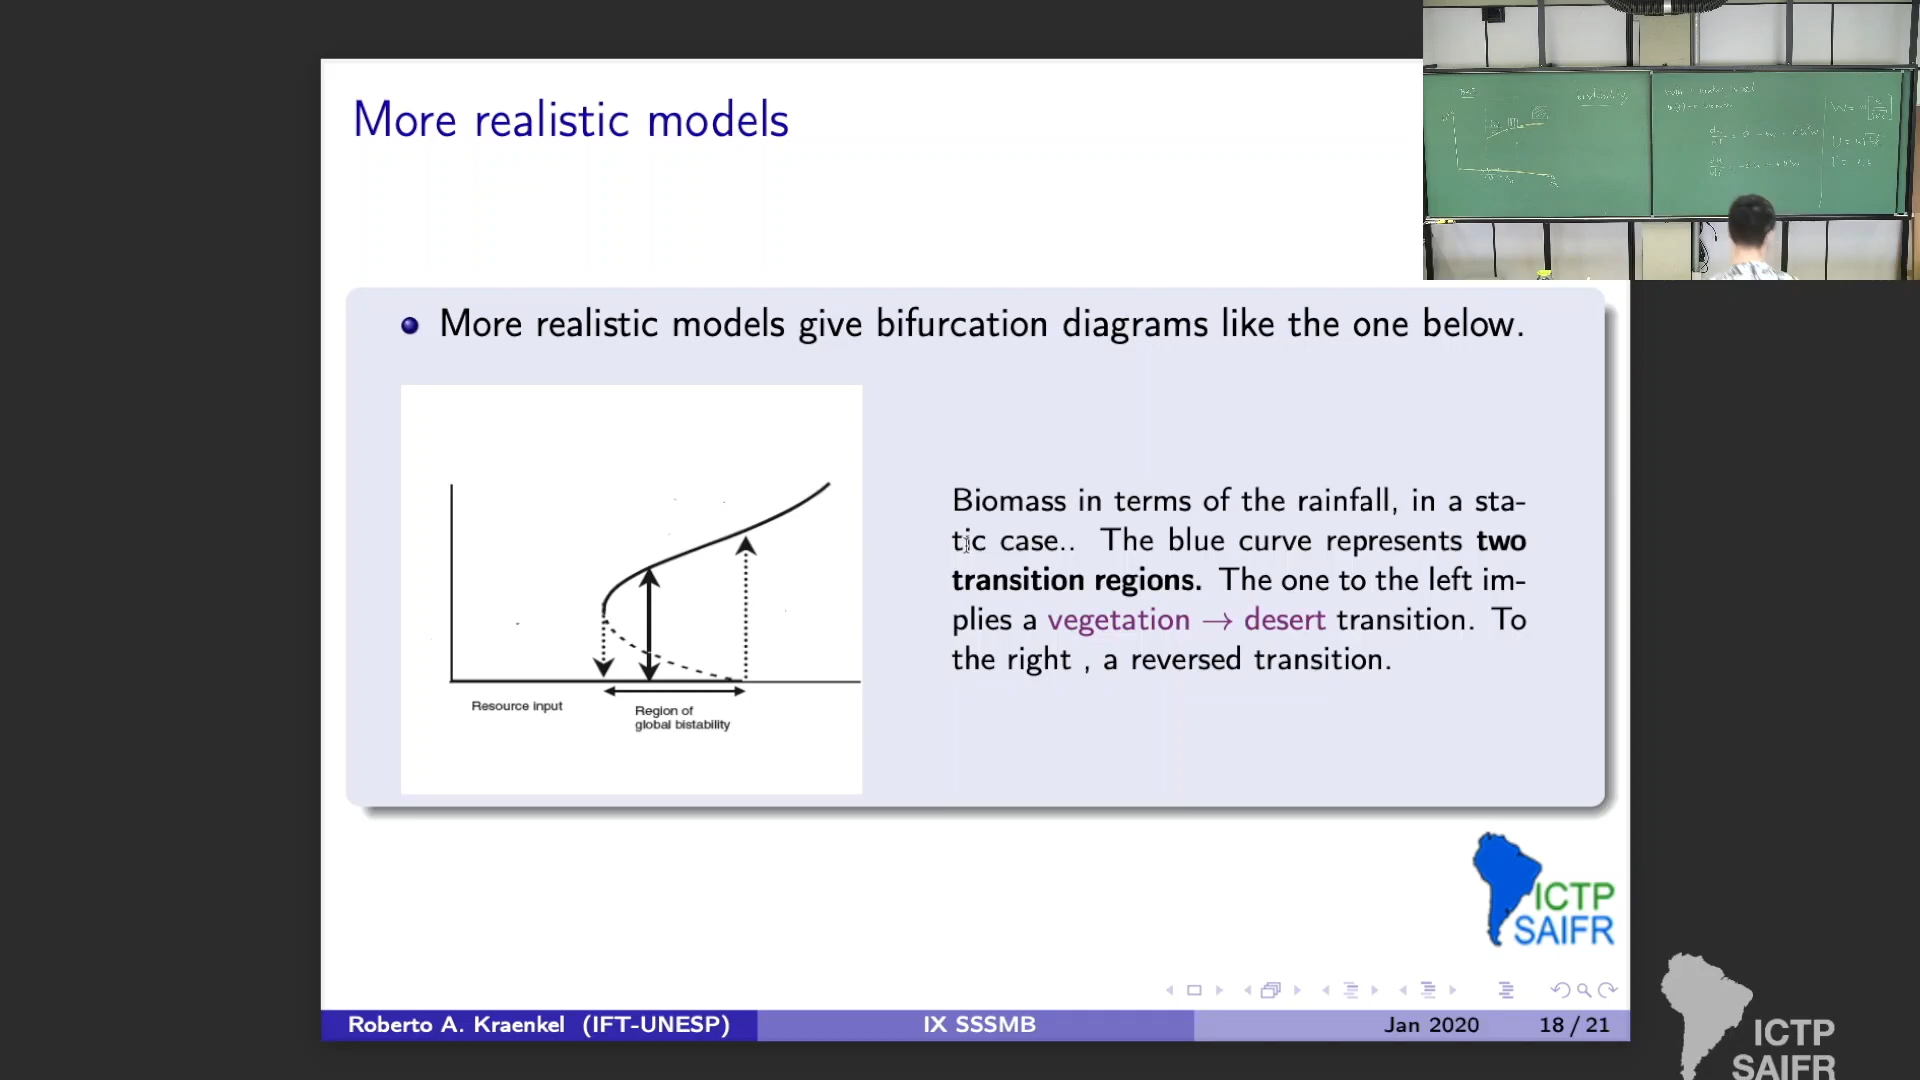 More realistic models
More realistic models give bifurcation diagrams like the one below.
Biomass in terms of the rainfall, in a sta-
tic case.. The blue curve represents two
transition regions. The one to the left im-
plies a vegetation → desert transition. To
the right , a reversed transition.
Resource input
Region of
global bistability
ICTP
SAIFR
Roberto A. Kraenkel (IFT-UNESP)
IX SSSMB
Jan 2020
18 / 21
ICTP
SAIFR